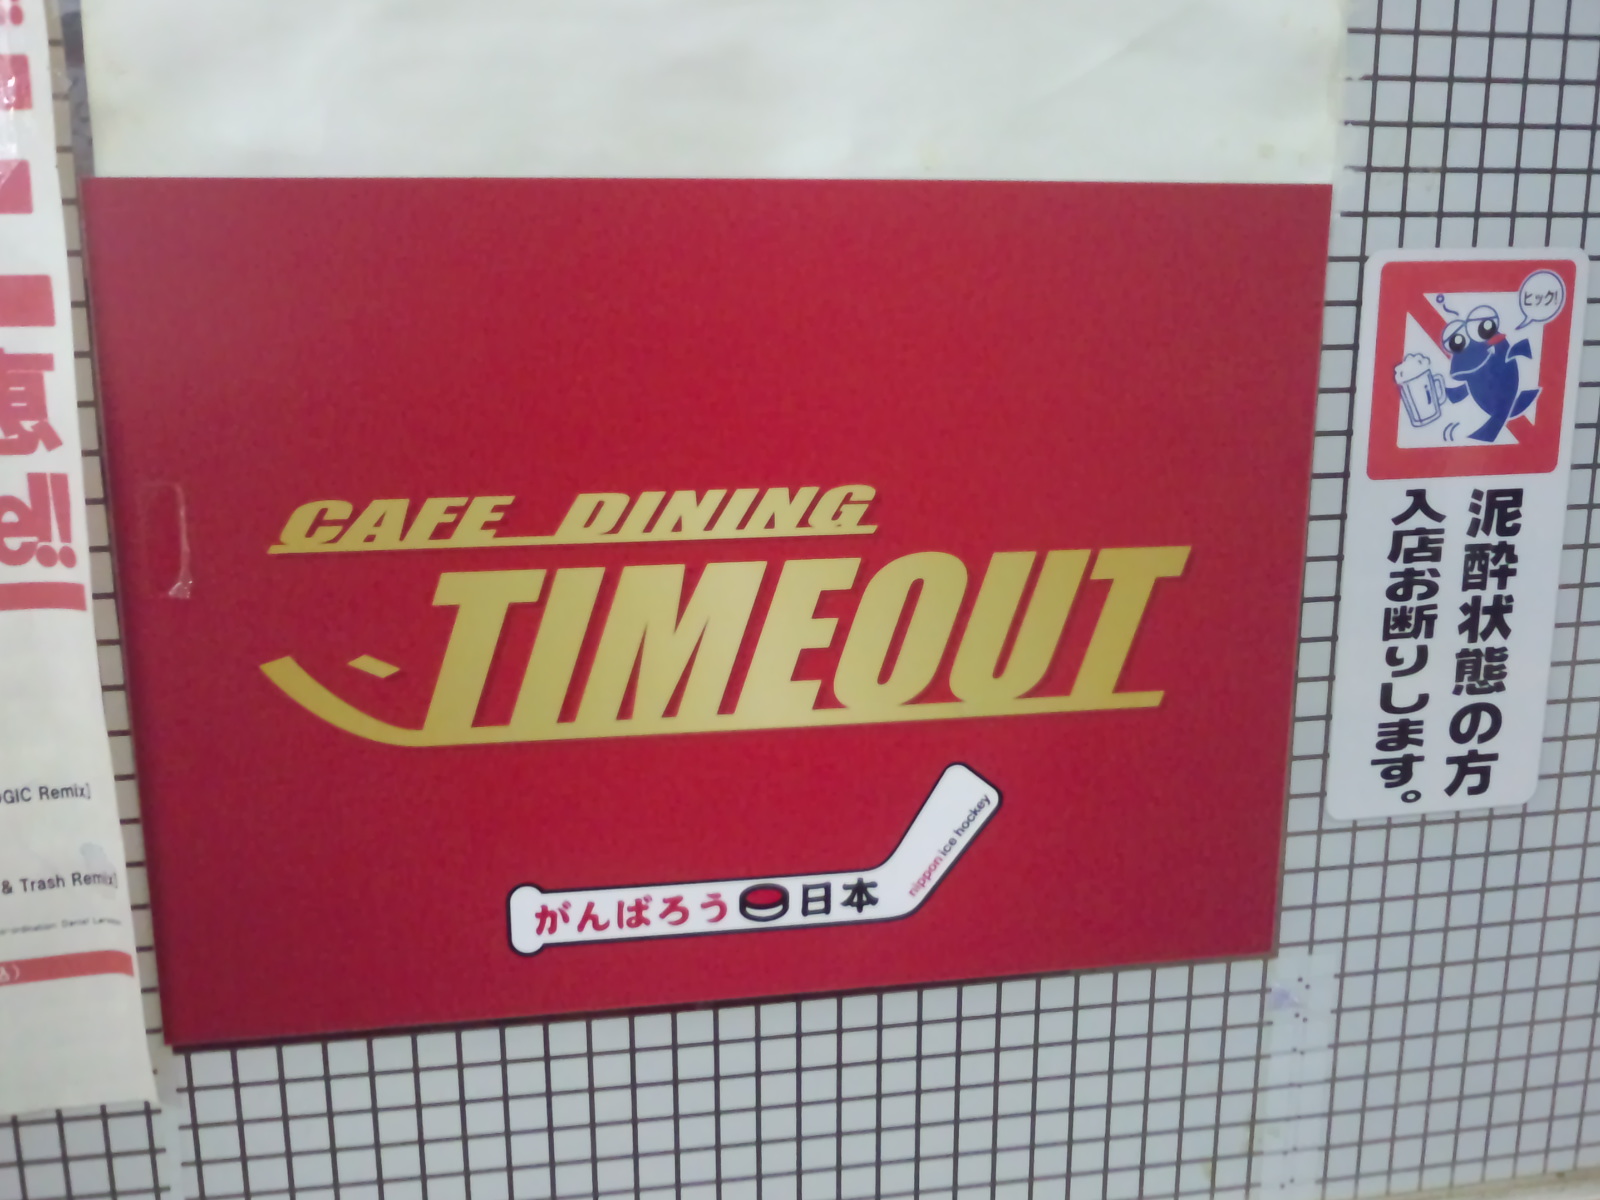 恵
!!
GIC Remix]
& Trash Remix]
CAFE DINING
TIMEOUT
がんばろう日本
nippon ice hockey
ヒック!
泥酔状態の方
入店お断りします。